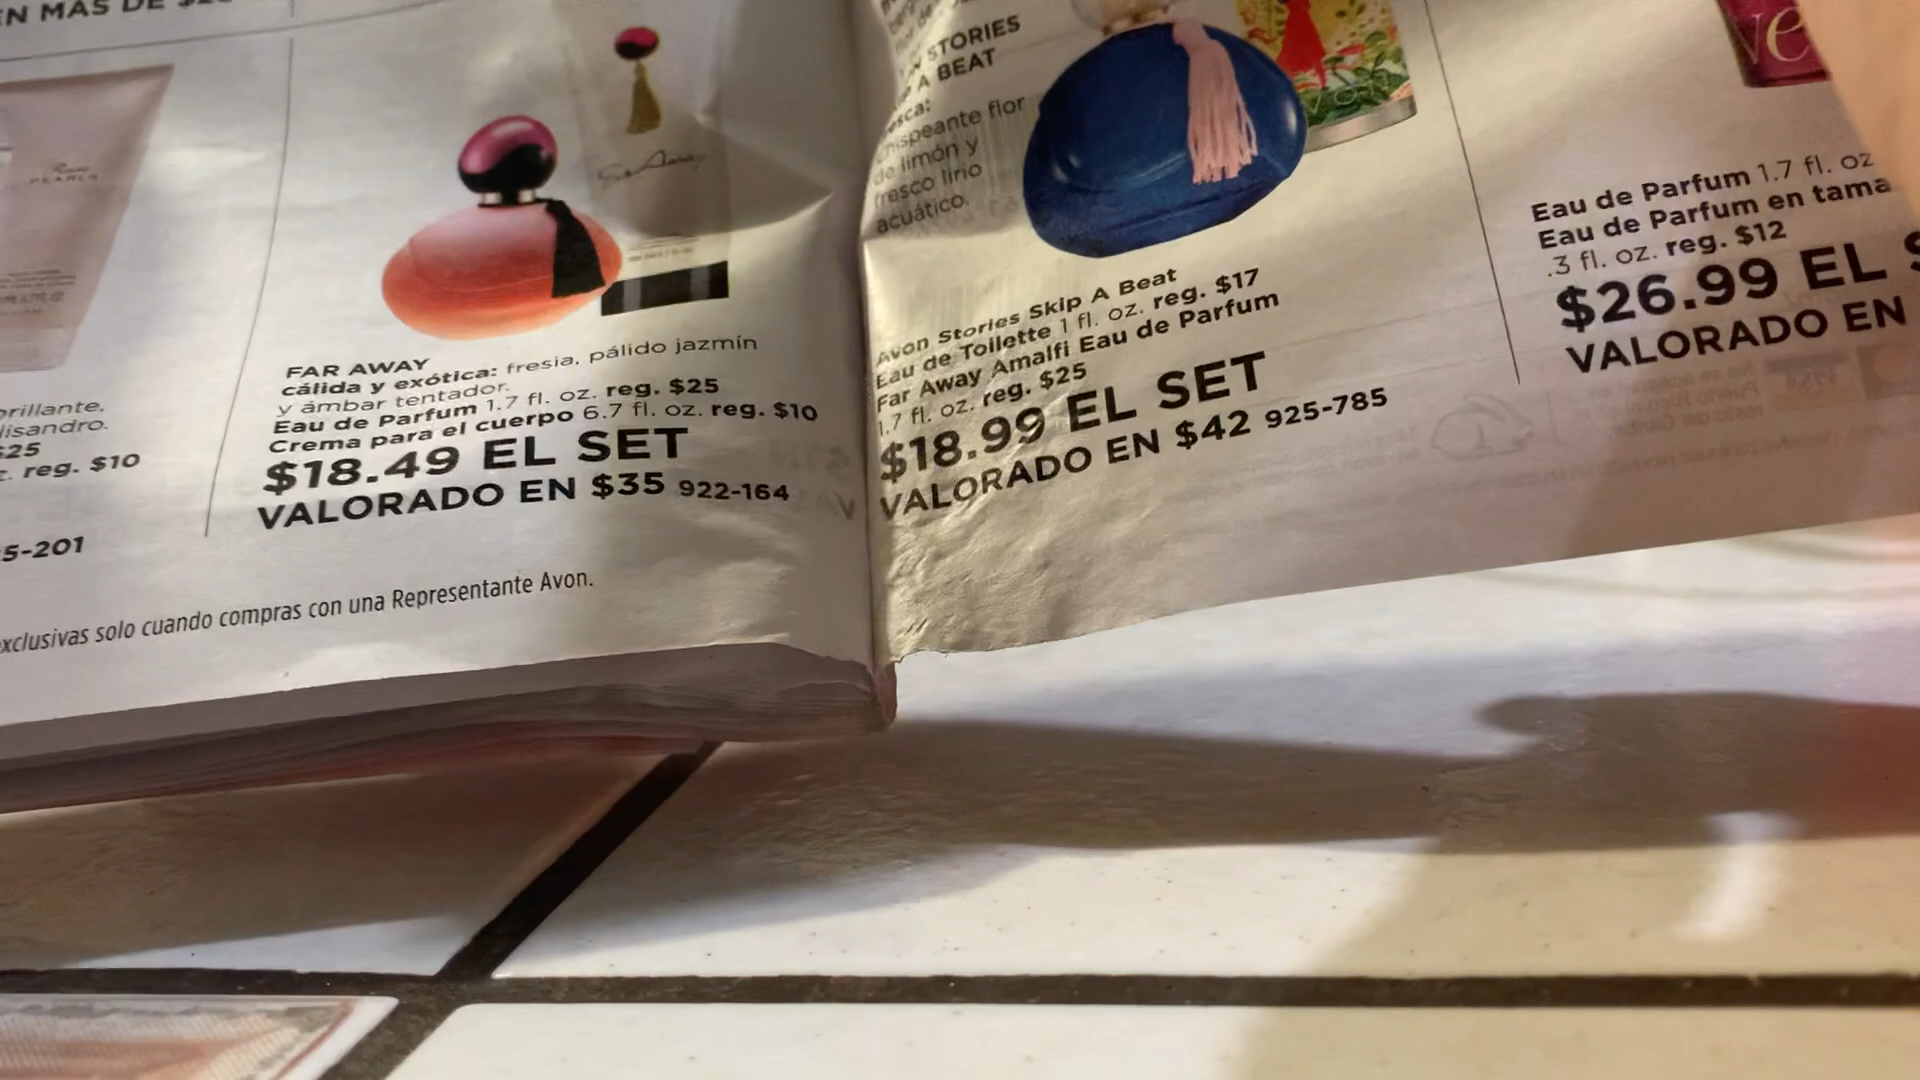 EN MÁS DE
PEARLS
brillante,
lisandro.
$25
z. reg. $10
5-201
Far Away
FAR AWAY
cálida y exótica: fresia, pálido jazmín
y ámbar tentador.
Eau de Parfum 1.7 fl. oz. reg. $25
Crema para el cuerpo 6.7 fl. oz. reg. $10
$18.49 EL SET
VALORADO EN $35 922-164
exclusivas solo cuando compras con una Representante Avon.
STORIES
A BEAT
fresca:
chispeante flor
de limón y
fresco lirio
acuático.
Avon Stories Skip A Beat
Eau de Toilette 1 fl. oz. reg. $17
Far Away Amalfi Eau de Parfum
1.7 fl. oz. reg. $25
$18.99 EL SET
VALORADO EN $42 925-785
ve
Eau de Parfum 1.7 fl. oz
Eau de Parfum en tama
.3 fl. oz. reg. $12
$26.99 EL S
VALORADO EN